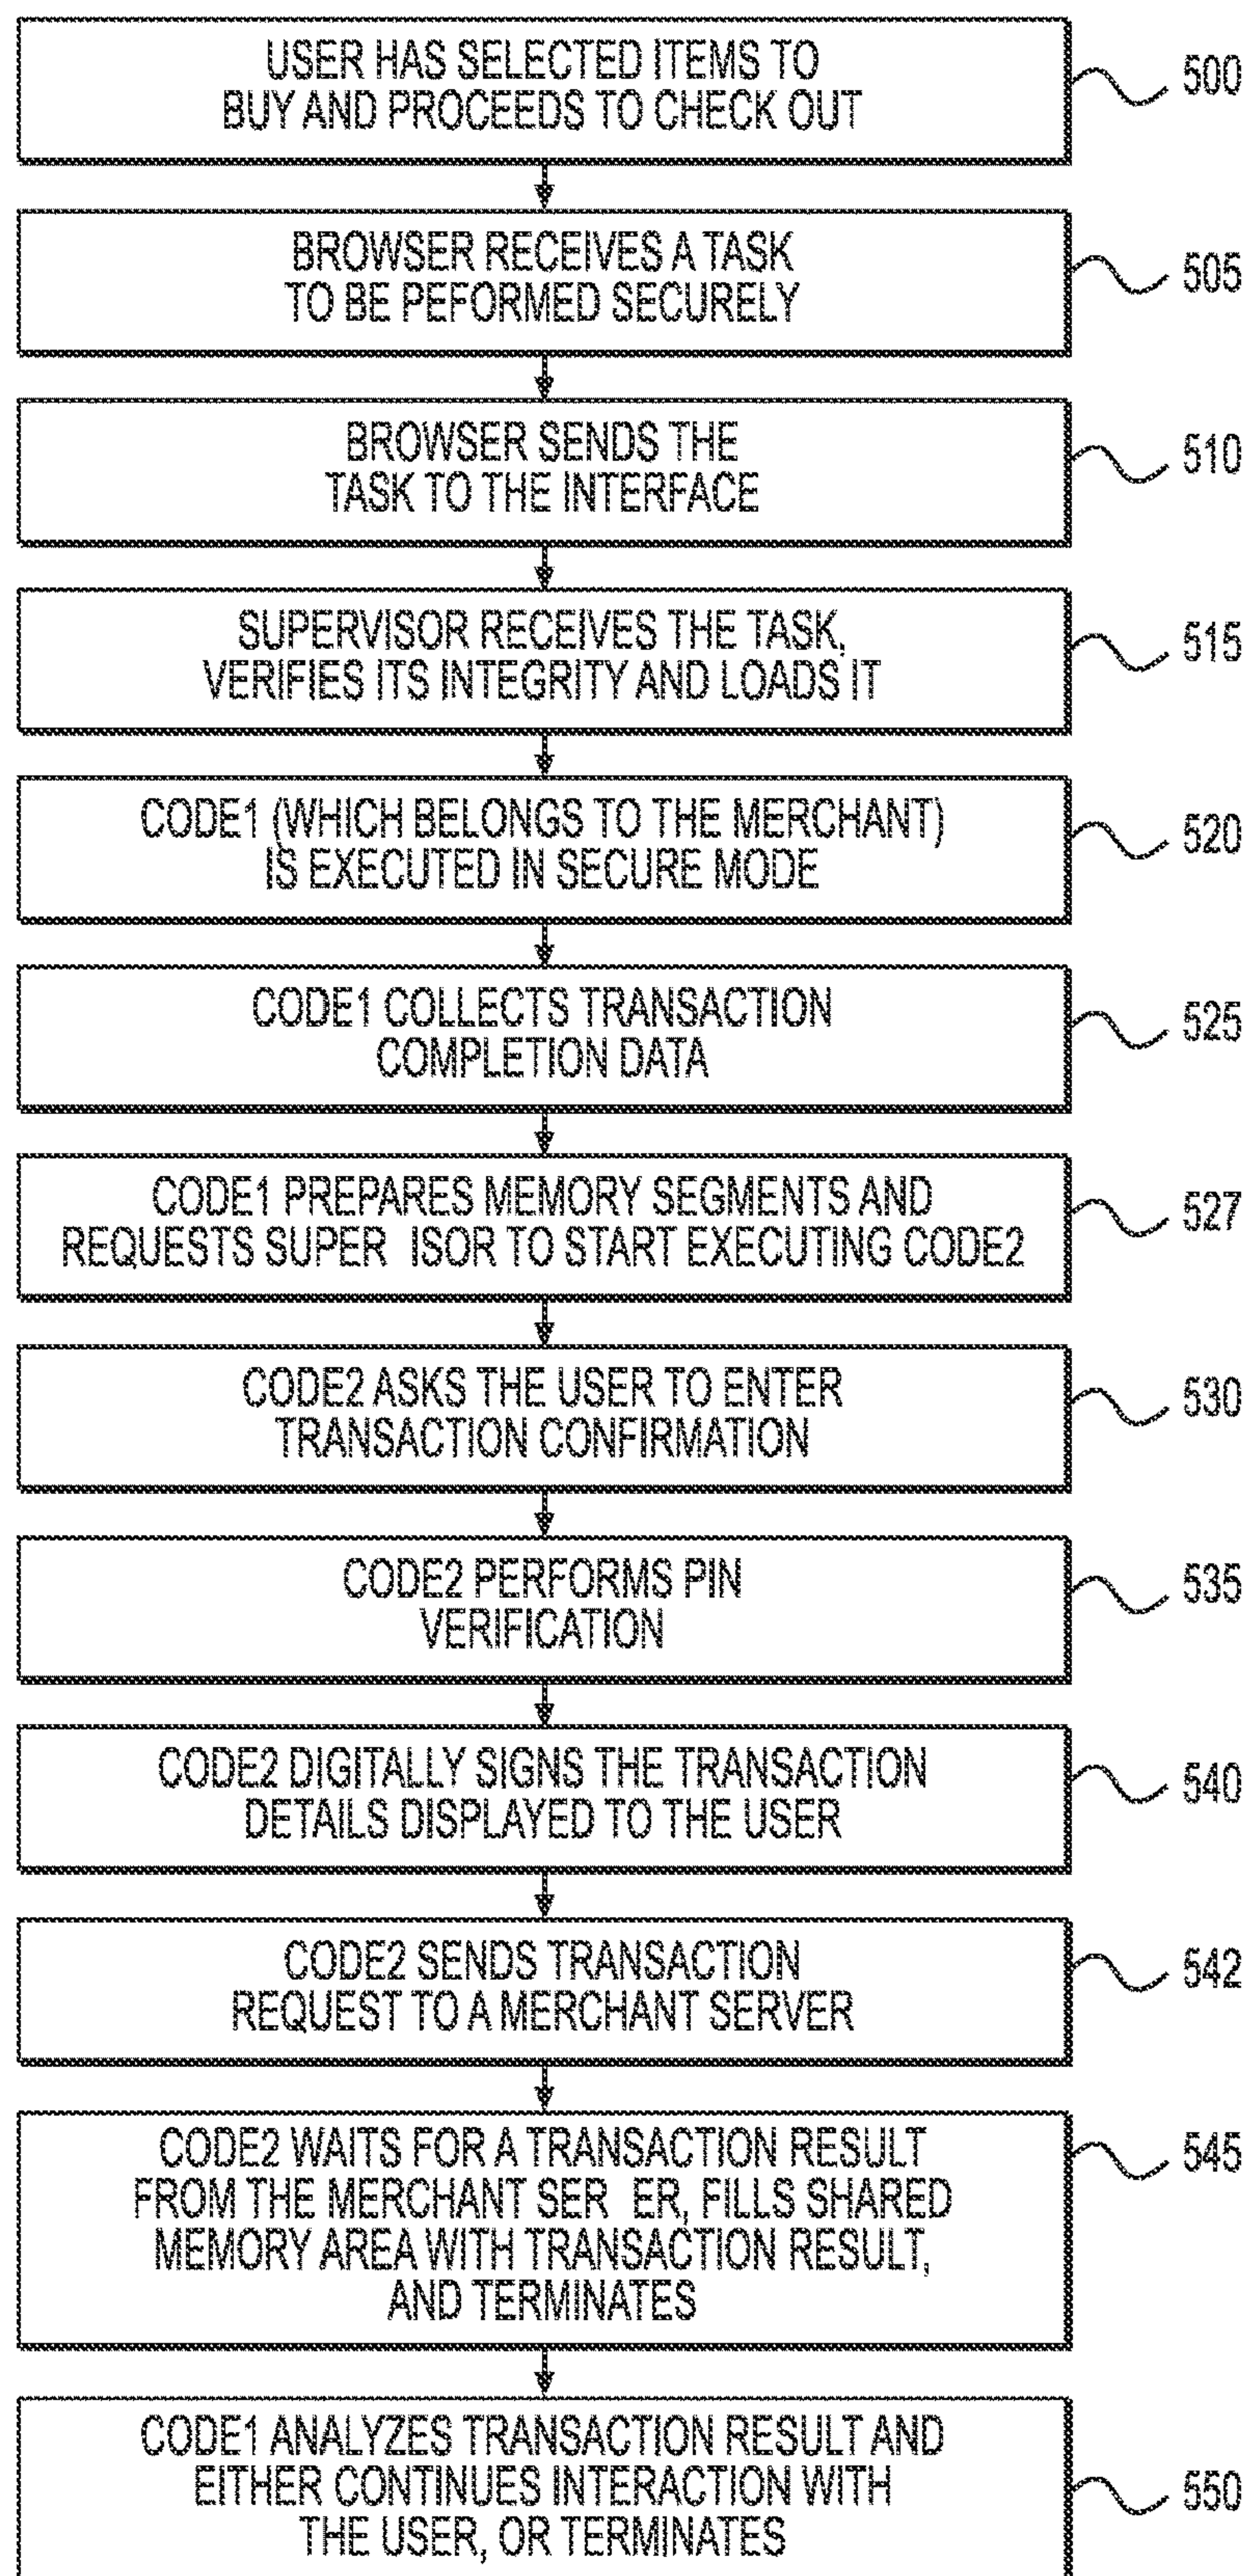 USER HAS SELECTED ITEMS TO
BUY AND PROCEEDS TO CHECK OUT
500
BROWSER RECEIVES A TASK
TO BE PEFORMED SECURELY
505
BROWSER SENDS THE
TASK TO THE INTERFACE
510
SUPERVISOR RECEIVES THE TASK,
VERIFIES ITS INTEGRITY AND LOADS IT
515
CODE1 (WHICH BELONGS TO THE MERCHANT)
IS EXECUTED IN SECURE MODE
520
CODE1 COLLECTS TRANSACTION
COMPLETION DATA
525
CODE1 PREPARES MEMORY SEGMENTS AND
REQUESTS SUPER ISOR TO START EXECUTING CODE2
527
CODE2 ASKS THE USER TO ENTER
TRANSACTION CONFIRMATION
530
CODE2 PERFORMS PIN
VERIFICATION
535
CODE2 DIGITALLY SIGNS THE TRANSACTION
DETAILS DISPLAYED TO THE USER
540
CODE2 SENDS TRANSACTION
REQUEST TO A MERCHANT SERVER
542
CODE2 WAITS FOR A TRANSACTION RESULT
FROM THE MERCHANT SER ER, FILLS SHARED
MEMORY AREA WITH TRANSACTION RESULT,
AND TERMINATES
545
CODE1 ANALYZES TRANSACTION RESULT AND
EITHER CONTINUES INTERACTION WITH
THE USER, OR TERMINATES
550